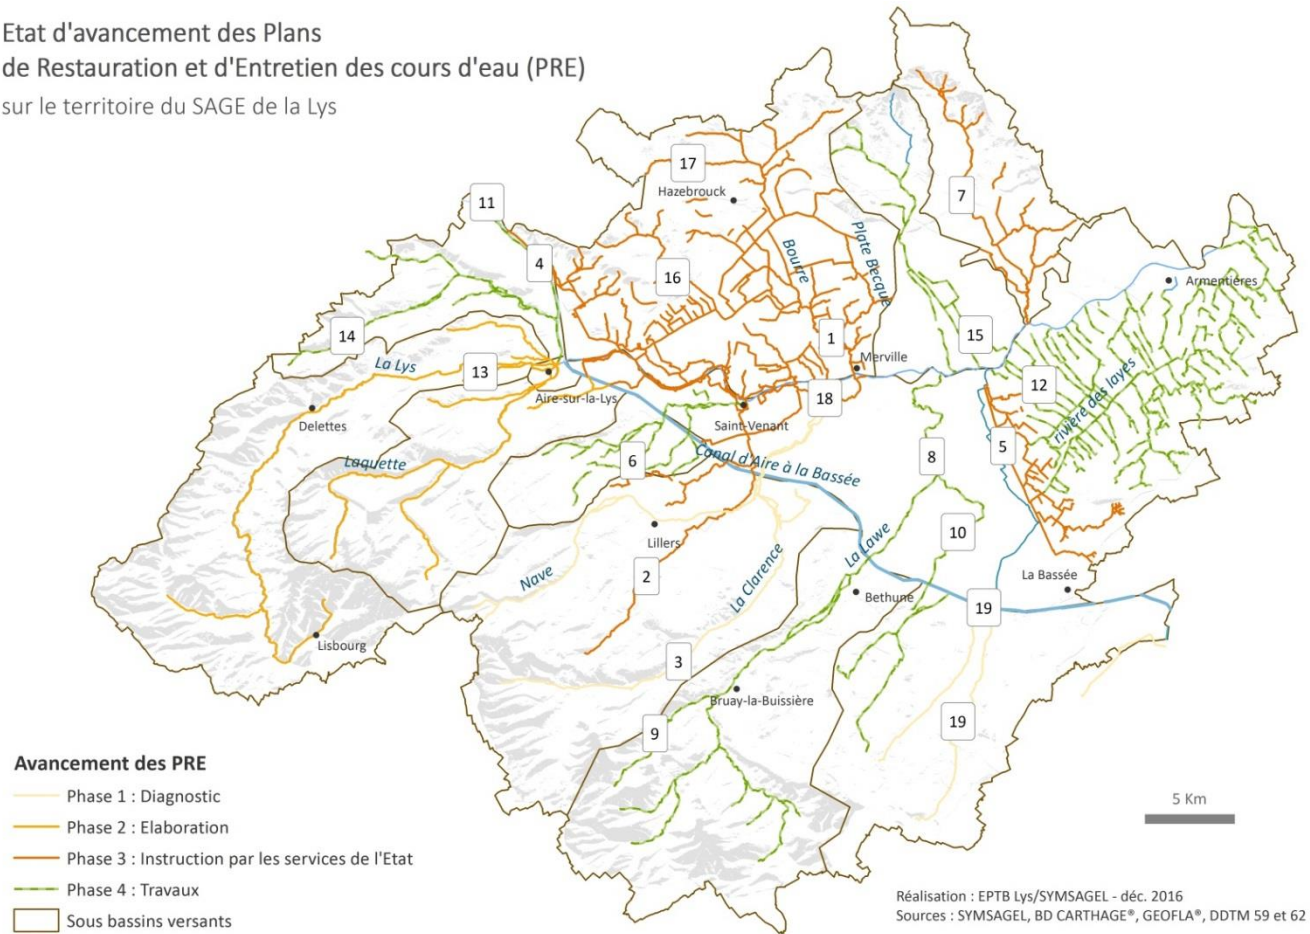 Etat d'avancement des Plans
de Restauration et d'Entretien des cours d'eau (PRE)
sur le territoire du SAGE de la Lys
17
Hazebrouck
11
7
4
Bourre
Plate Becque
16
Armentières
14
1
15
Merville
La Lys
13
12
Aire-sur-la-Lys
18
rivière des layes
Delettes
Saint-Venant
5
Laquette
6
Canal d'Aire à la Bassée
8
Lillers
10
Nave
2
La Clarence
La Lawe
La Bassée
Bethune
19
Lisbourg
3
Bruay-la-Buissière
19
9
Avancement des PRE
Phase 1 : Diagnostic
Phase 2 : Elaboration
Phase 3 : Instruction par les services de l'Etat
Phase 4 : Travaux
Sous bassins versants
5 Km
Réalisation : EPTB Lys/SYMSAGEL - déc. 2016
Sources : SYMSAGEL, BD CARTHAGE®, GEOFLA®, DDTM 59 et 62